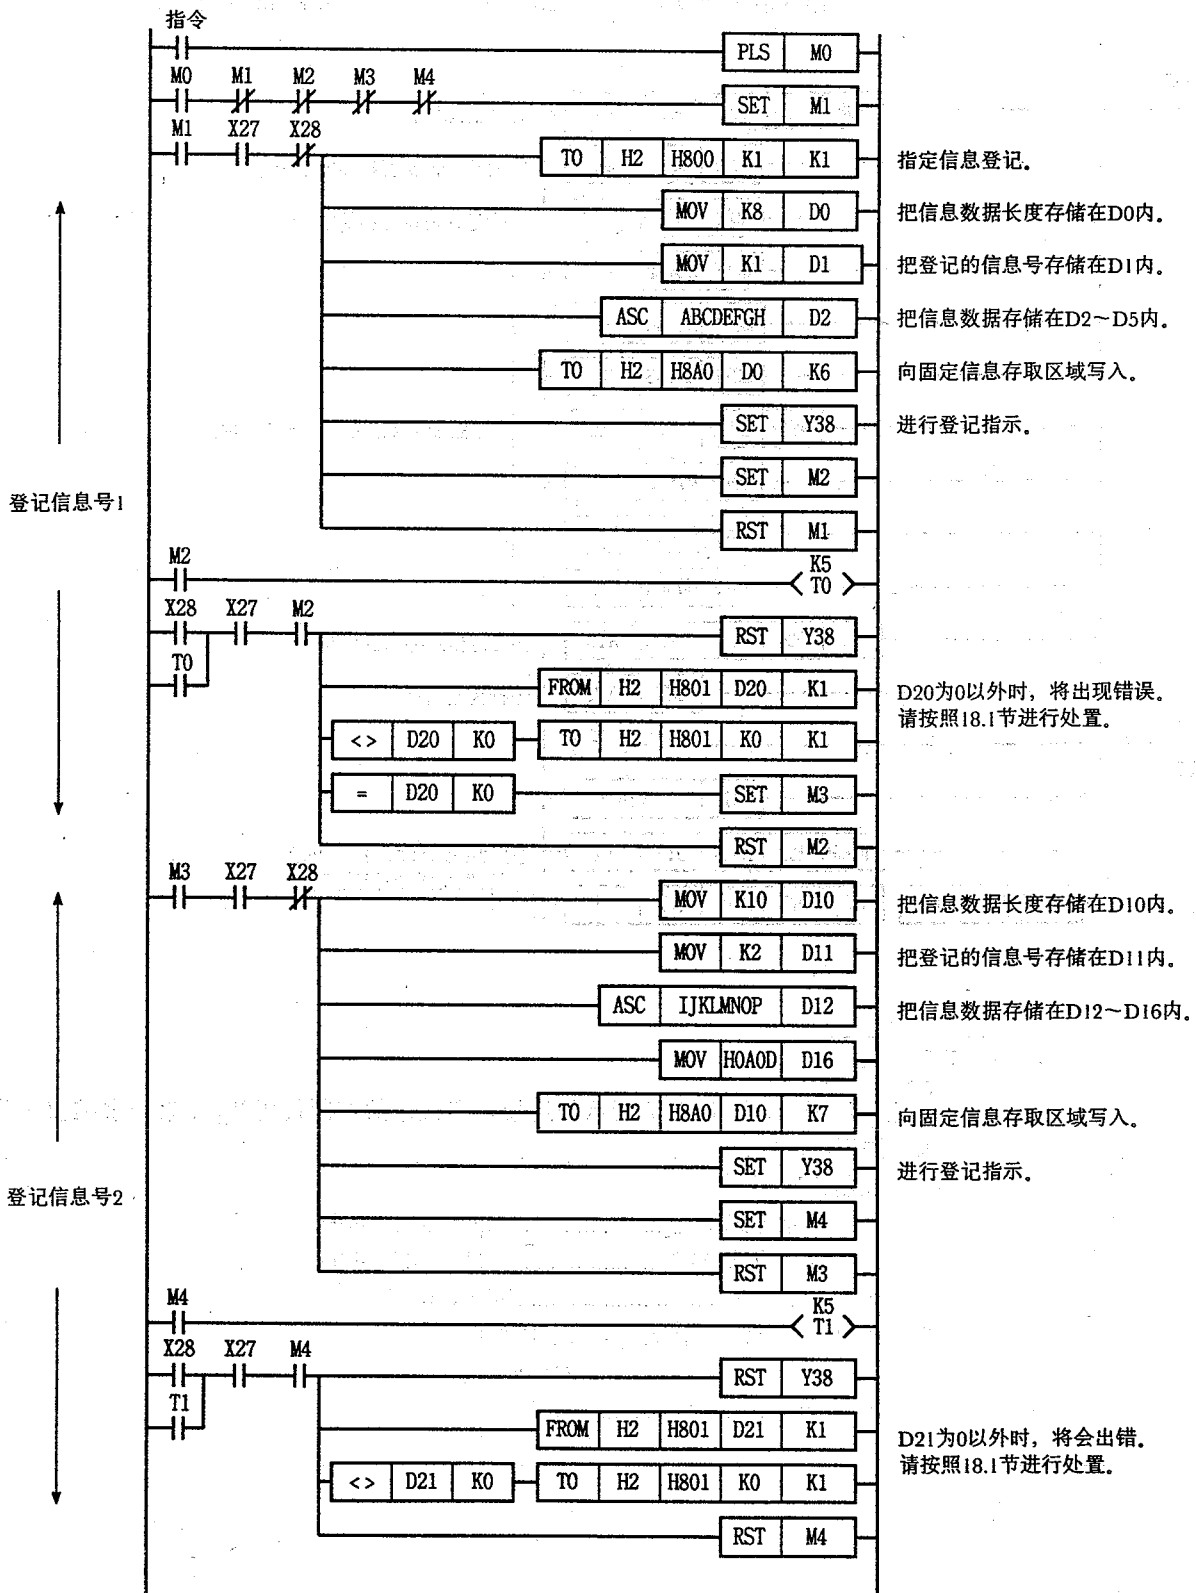 指令
PLS M0
M0 M1 M2 M3 M4
SET M1
M1 X27 X28
TO H2 H800 K1 K1 指定信息登记。
MOV K8 D0 把信息数据长度存储在D0内。
MOV K1 D1 把登记的信息号存储在D1内。
ASC ABCDEFGH D2 把信息数据存储在D2～D5内。
TO H2 H8A0 D0 K6 向固定信息存取区域写入。
SET Y38 进行登记指示。
SET M2
登记信息号1
RST M1
M2
K5
T0
X28 X27 M2
RST Y38
T0
FROM H2 H801 D20 K1 D20为0以外时，将出现错误。
请按照18.1节进行处置。
<> D20 K0 TO H2 H801 K0 K1
= D20 K0 SET M3
RST M2
M3 X27 X28
MOV K10 D10 把信息数据长度存储在D10内。
MOV K2 D11 把登记的信息号存储在D11内。
ASC IJKLMNOP D12 把信息数据存储在D12～D16内。
MOV H0A0D D16
TO H2 H8A0 D10 K7 向固定信息存取区域写入。
SET Y38 进行登记指示。
登记信息号2
SET M4
RST M3
M4
K5
T1
X28 X27 M4
RST Y38
T1
FROM H2 H801 D21 K1 D21为0以外时，将会出错。
请按照18.1节进行处置。
<> D21 K0 TO H2 H801 K0 K1
RST M4